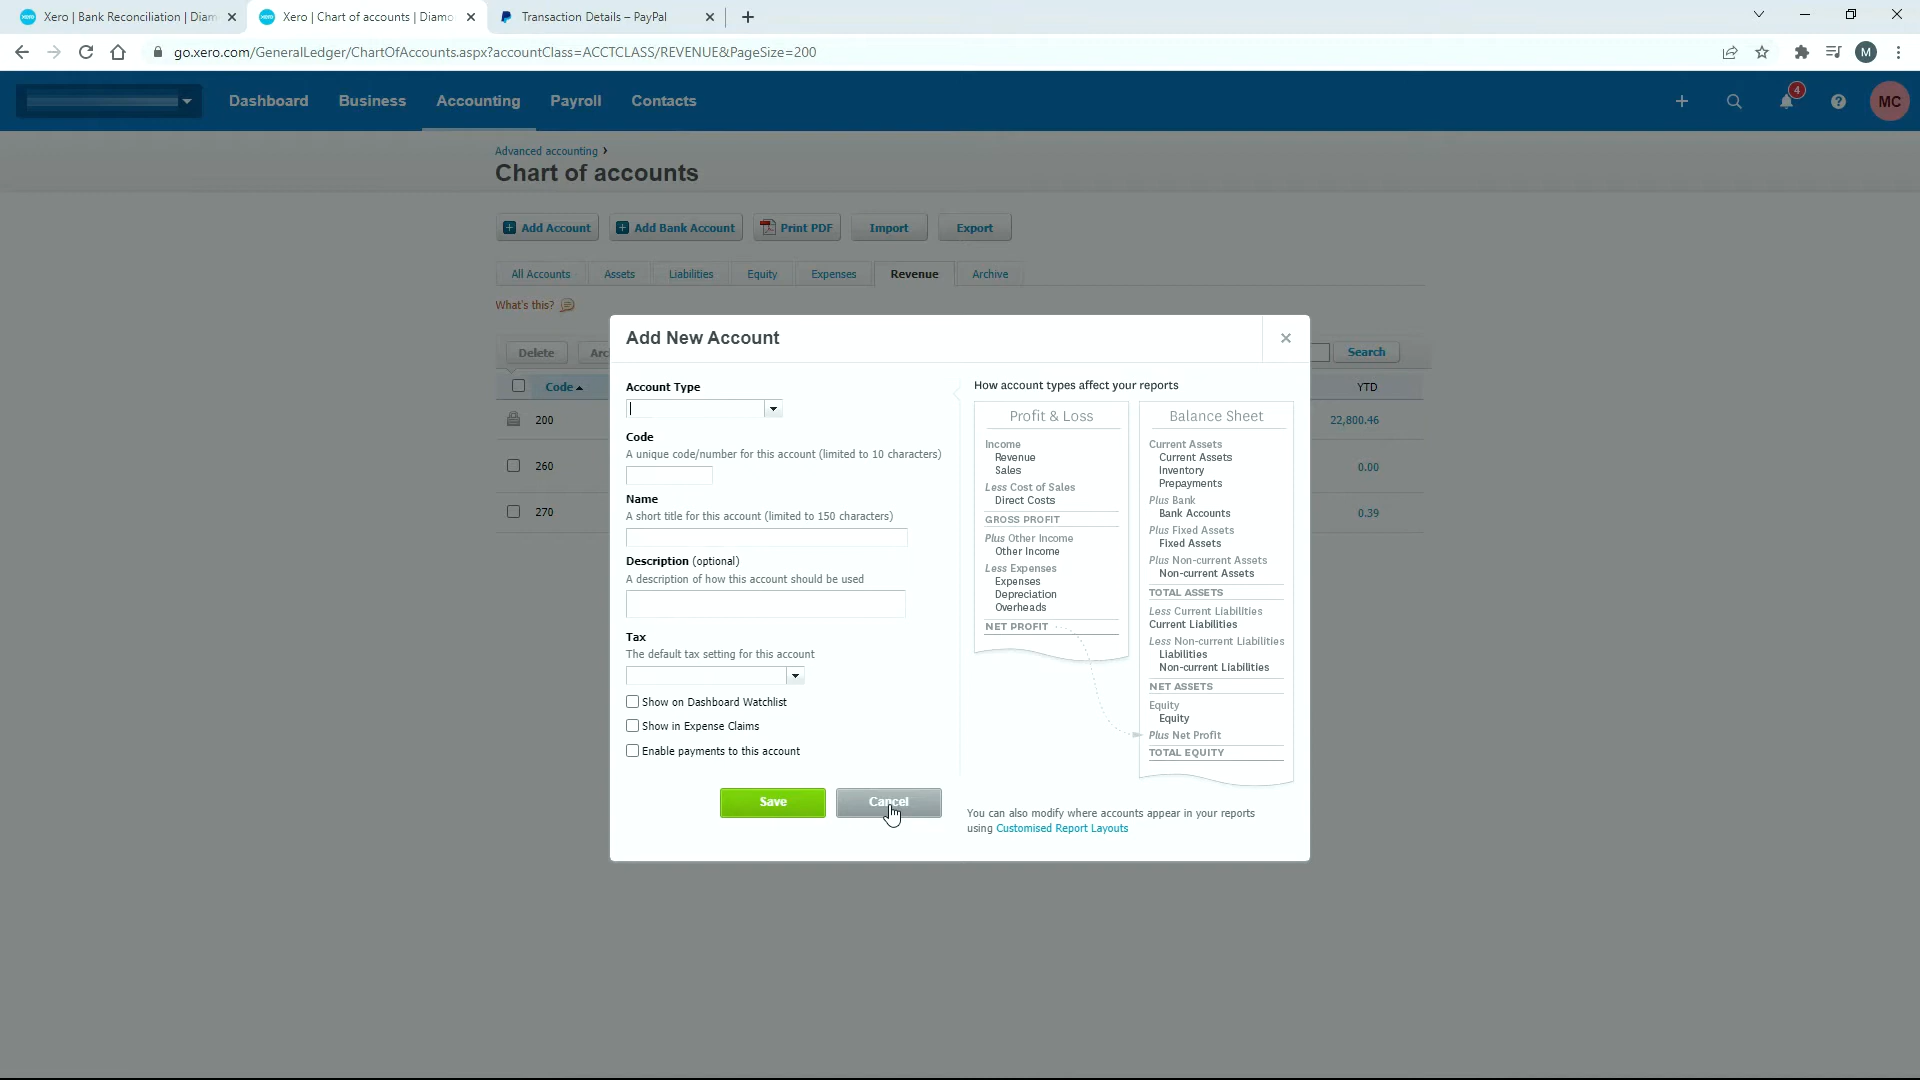 Xero | Bank Reconciliation | Diam
Xero | Chart of accounts | Diamo
Transaction Details – PayPal
go.xero.com/GeneralLedger/ChartOfAccounts.aspx?accountClass=ACCTCLASS/REVENUE&PageSize=200
M
Dashboard
Business
Accounting
Payroll
Contacts
4
MC
Advanced accounting ›
Chart of accounts
Add Account
Add Bank Account
Print PDF
Import
Export
All Accounts
Assets
Liabilities
Equity
Expenses
Revenue
Archive
What's this?
Delete
Arc
Search
Code
YTD
200
22,800.46
260
0.00
270
0.39
Add New Account
Account Type
Code
A unique code/number for this account (limited to 10 characters)
Name
A short title for this account (limited to 150 characters)
Description (optional)
A description of how this account should be used
Tax
The default tax setting for this account
Show on Dashboard Watchlist
Show in Expense Claims
Enable payments to this account
Save
Cancel
How account types affect your reports
Profit & Loss
Income
Revenue
Sales
Less Cost of Sales
Direct Costs
GROSS PROFIT
Plus Other Income
Other Income
Less Expenses
Expenses
Depreciation
Overheads
NET PROFIT
Balance Sheet
Current Assets
Current Assets
Inventory
Prepayments
Plus Bank
Bank Accounts
Plus Fixed Assets
Fixed Assets
Plus Non-current Assets
Non-current Assets
TOTAL ASSETS
Less Current Liabilities
Current Liabilities
Less Non-current Liabilities
Liabilities
Non-current Liabilities
NET ASSETS
Equity
Equity
Plus Net Profit
TOTAL EQUITY
You can also modify where accounts appear in your reports
using Customised Report Layouts